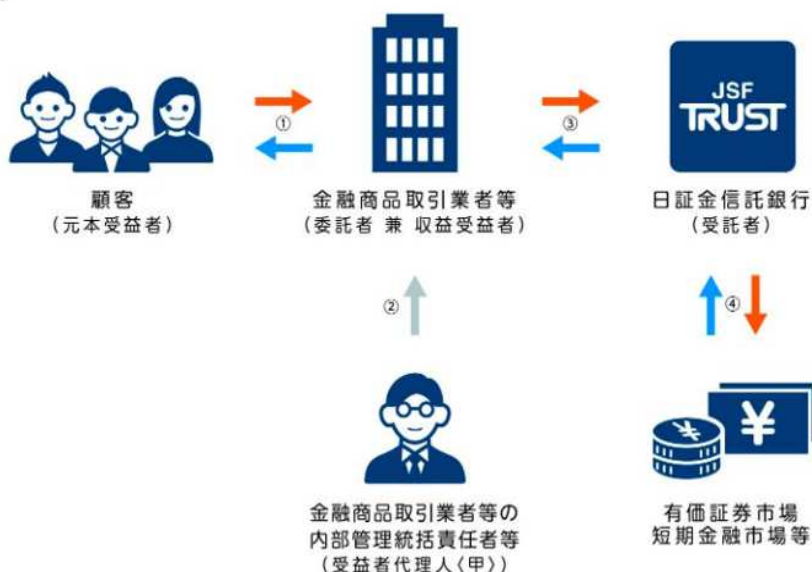 JSF
TRUST
①
③
顧客
(元本受益者)
金融商品取引業者等
(委託者 兼 収益受益者)
日証金信託銀行
(受託者)
②
④
¥
¥
金融商品取引業者等の
内部管理統括責任者等
(受益者代理人〈甲〉)
有価証券市場
短期金融市場等